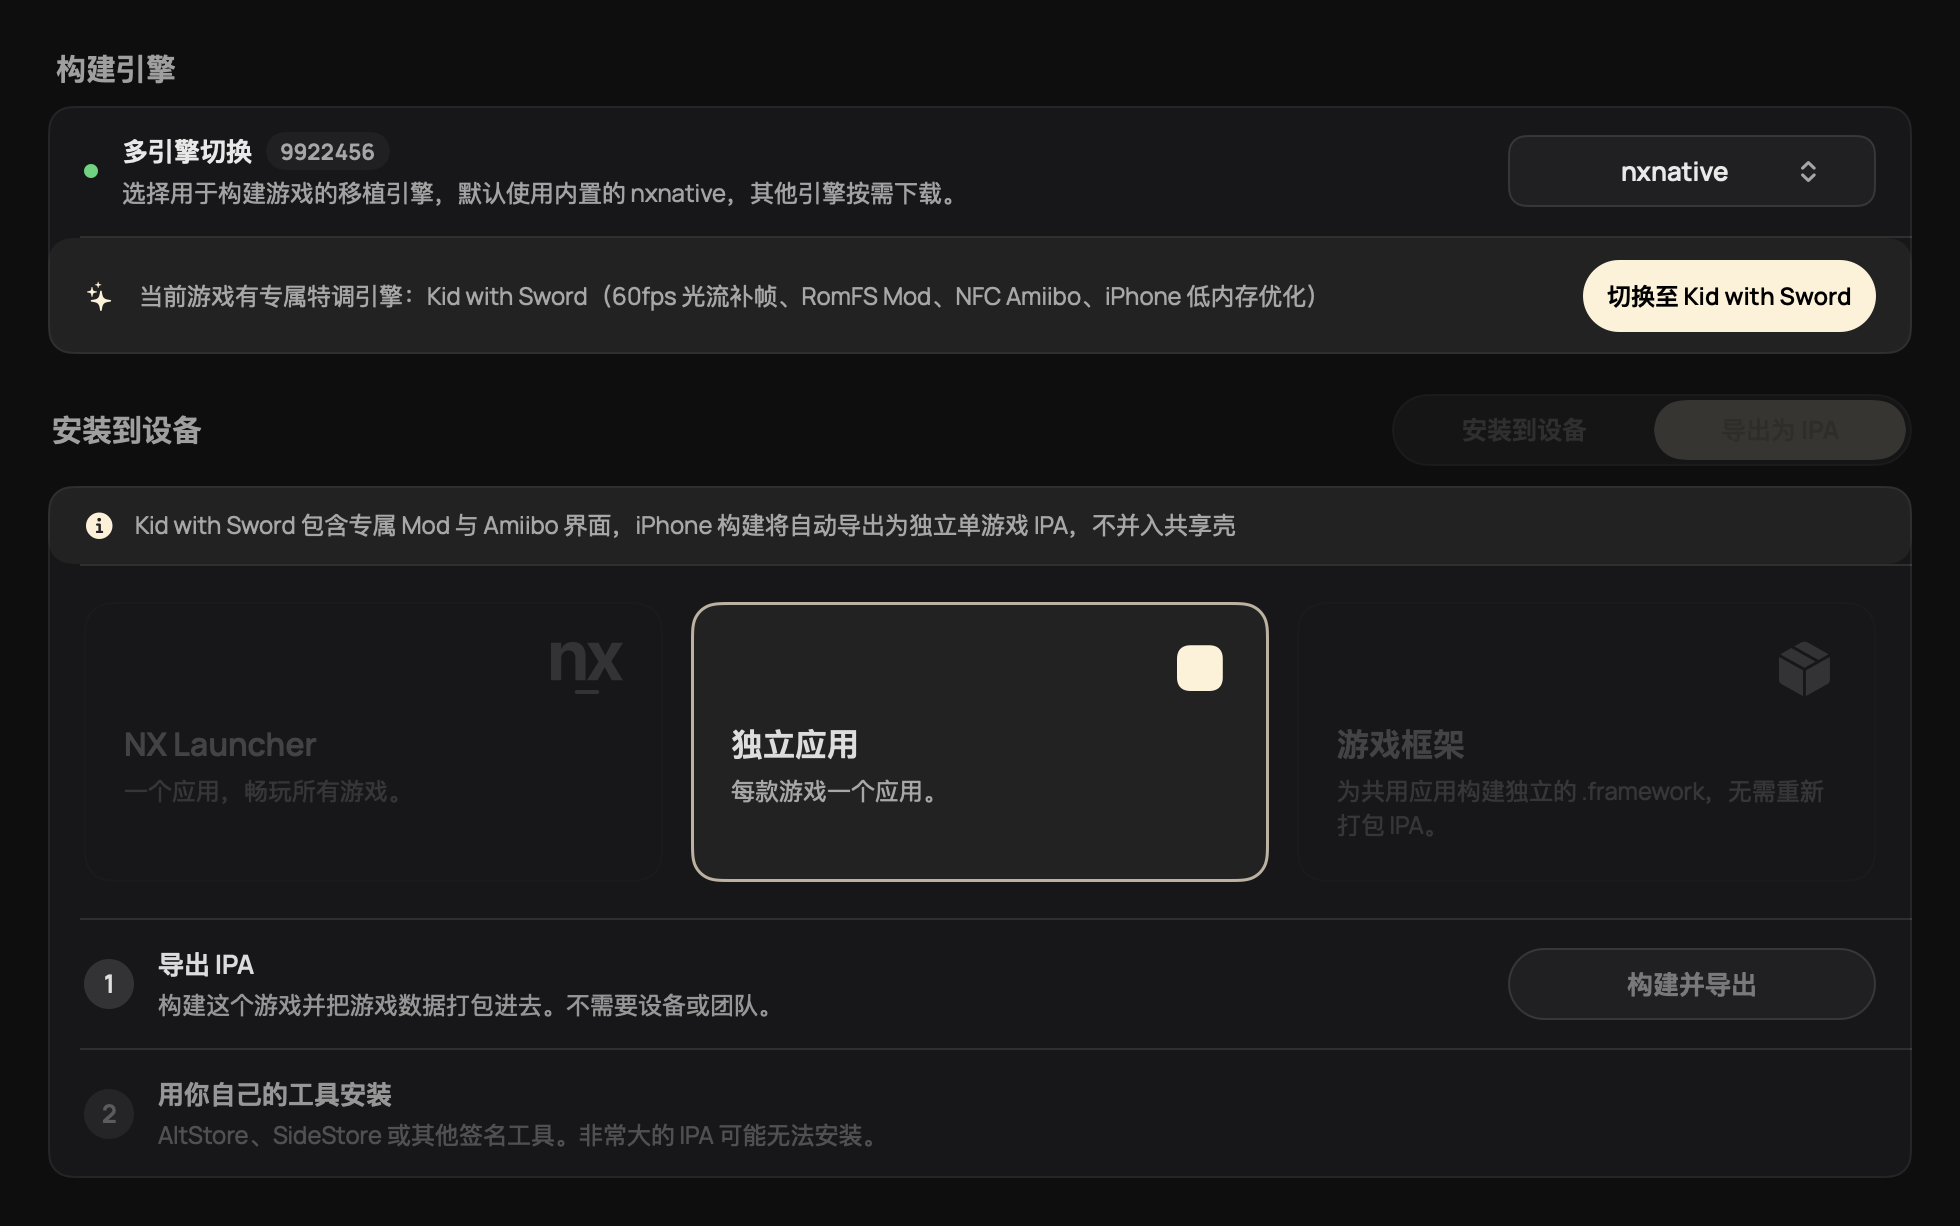 构建引擎
多引擎切换 9922456
选择用于构建游戏的移植引擎，默认使用内置的 nxnative，其他引擎按需下载。
nxnative
当前游戏有专属特调引擎：Kid with Sword（60fps 光流补帧、RomFS Mod、NFC Amiibo、iPhone 低内存优化）
切换至 Kid with Sword
安装到设备
安装到设备
导出为 IPA
Kid with Sword 包含专属 Mod 与 Amiibo 界面，iPhone 构建将自动导出为独立单游戏 IPA，不并入共享壳
nx
NX Launcher
一个应用，畅玩所有游戏。
独立应用
每款游戏一个应用。
游戏框架
为共用应用构建独立的 .framework，无需重新
打包 IPA。
1
导出 IPA
构建这个游戏并把游戏数据打包进去。不需要设备或团队。
构建并导出
2
用你自己的工具安装
AltStore、SideStore 或其他签名工具。非常大的 IPA 可能无法安装。